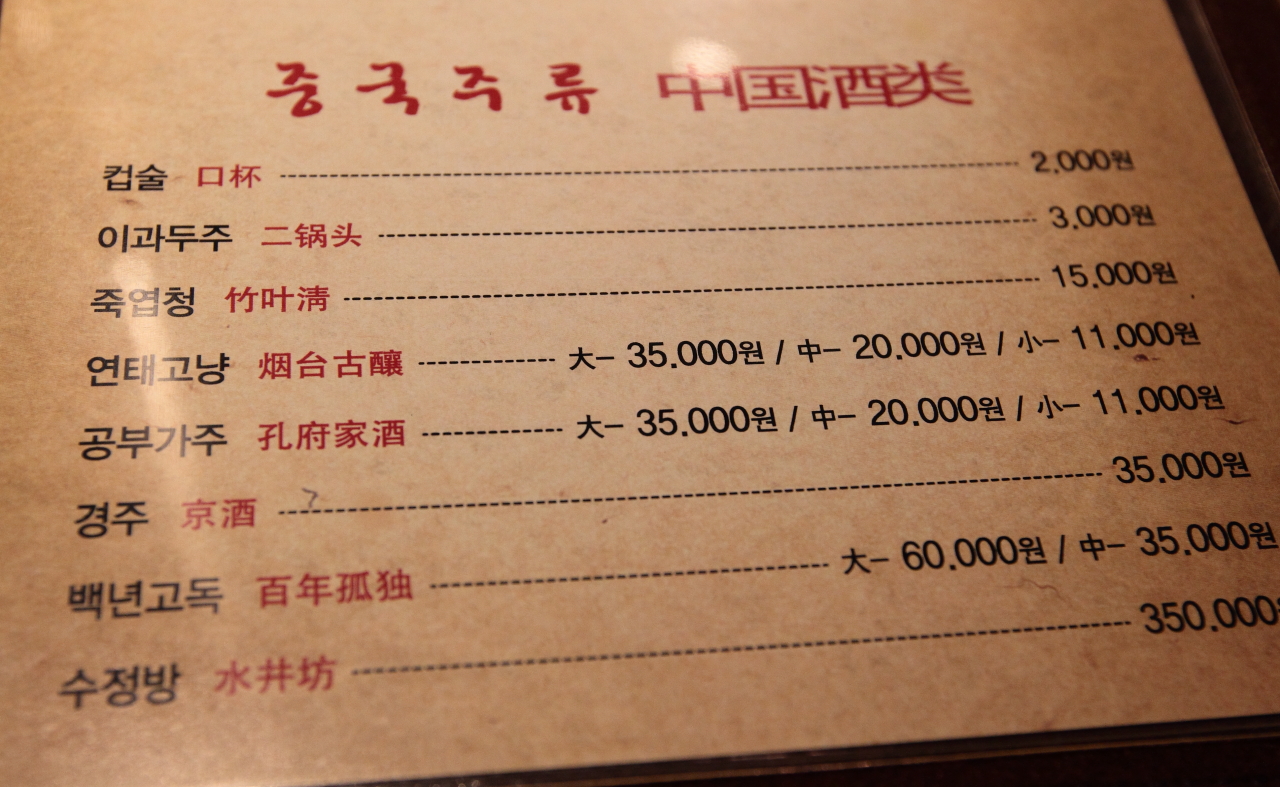 중국주류 中国酒类
컵술 口杯 2,000원
이과두주 二锅头 3,000원
죽엽청 竹叶淸 15,000원
연태고냥 烟台古釀 大– 35,000원 / 中– 20,000원 / 小– 11,000원
공부가주 孔府家酒 大– 35,000원 / 中– 20,000원 / 小– 11,000원
경주 京酒 35,000원
백년고독 百年孤独 大– 60,000원 / 中– 35,000원
수정방 水井坊 350,000원